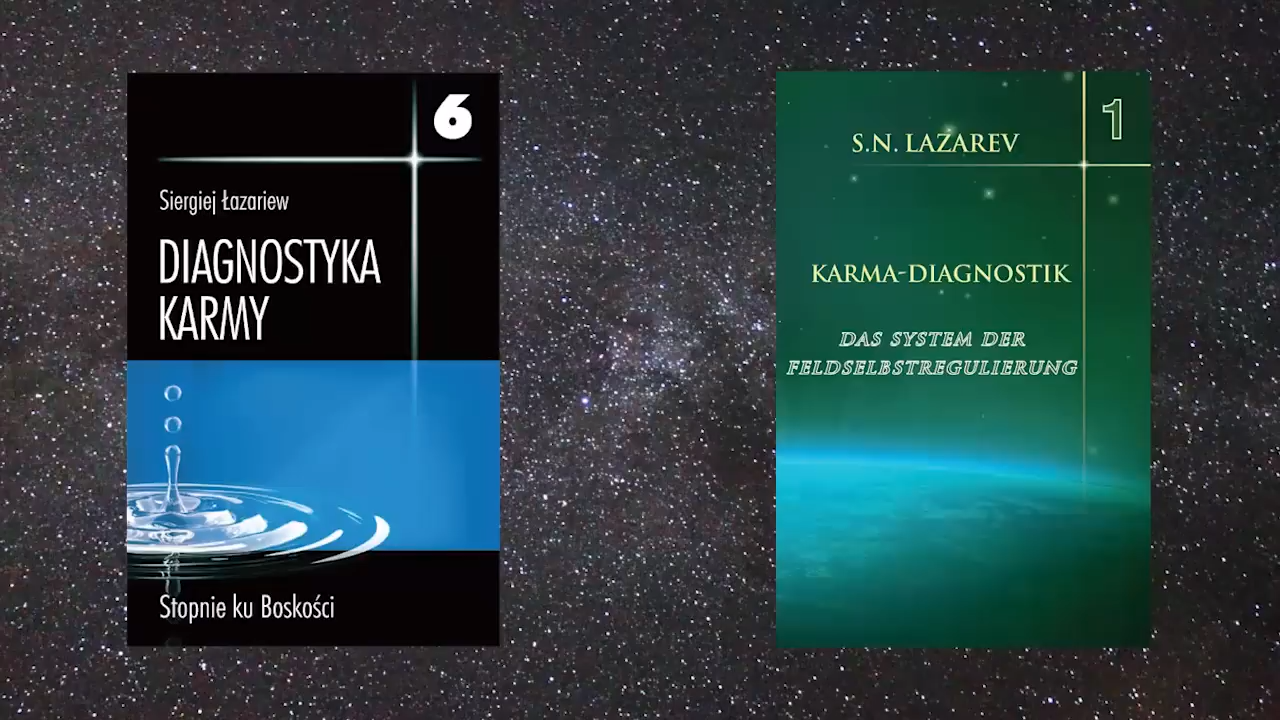 6
Siergiej Łazariew
DIAGNOSTYKA
KARMY
Stopnie ku Boskości
1
S.N. LAZAREV
KARMA-DIAGNOSTIK
DAS SYSTEM DER
FELDSELBSTREGULIERUNG